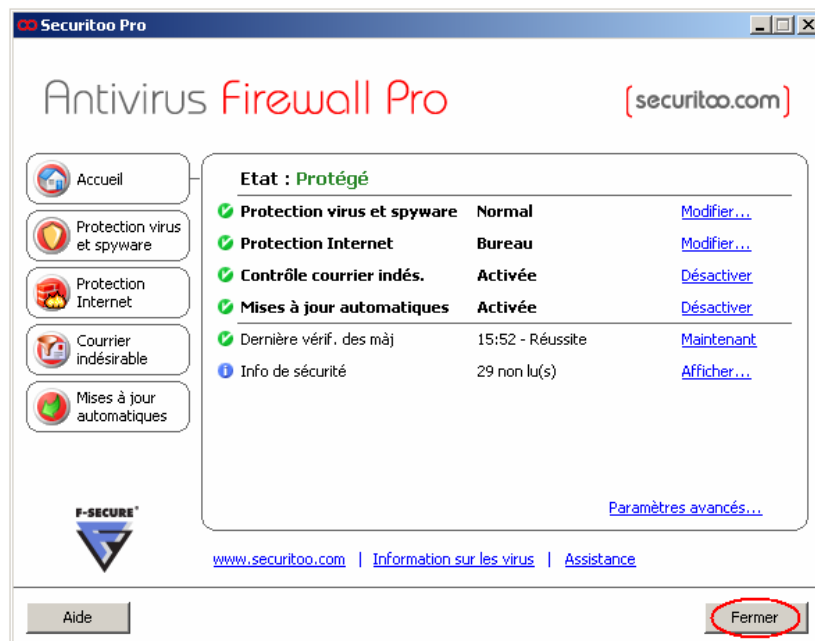 Securitoo Pro
Antivirus Firewall Pro
(securitoo.com)
Accueil
Protection virus
et spyware
Protection
Internet
Courrier
indésirable
Mises à jour
automatiques
F-SECURE®
Etat : Protégé
Protection virus et spyware Normal Modifier...
Protection Internet Bureau Modifier...
Contrôle courrier indés. Activée Désactiver
Mises à jour automatiques Activée Désactiver
Dernière vérif. des màj 15:52 - Réussite Maintenant
Info de sécurité 29 non lu(s) Afficher...
Paramètres avancés...
www.securitoo.com | Information sur les virus | Assistance
Aide
Fermer